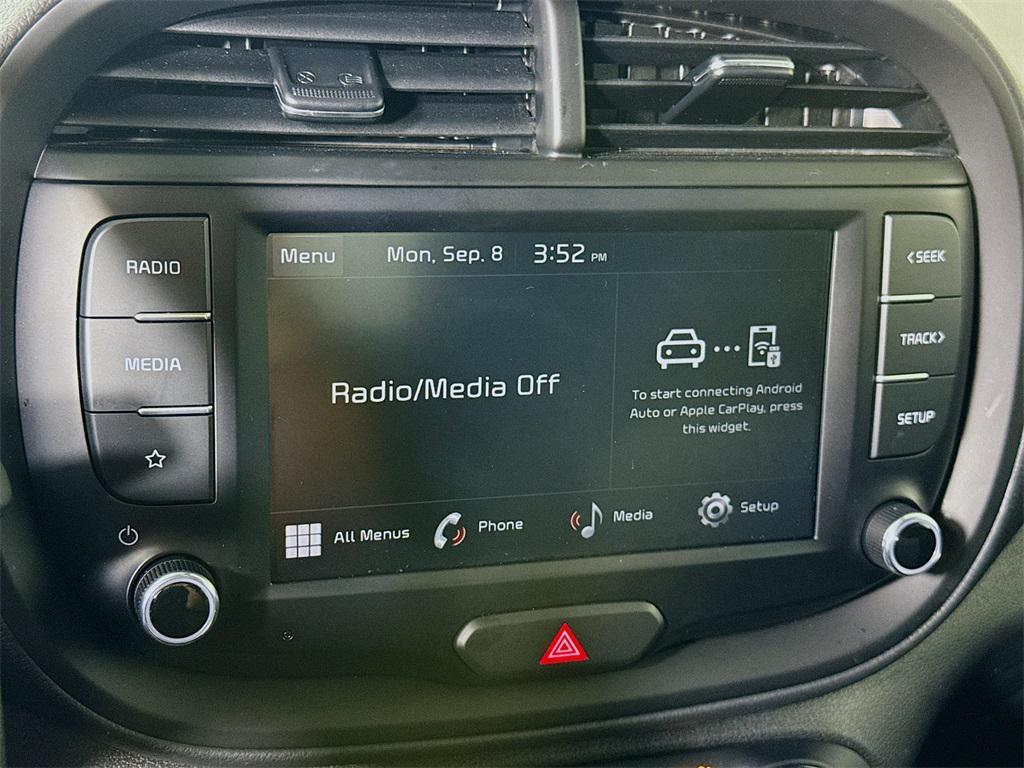 RADIO
MEDIA
Menu
Mon, Sep. 8
3:52 PM
Radio/Media Off
To start connecting Android
Auto or Apple CarPlay, press
this widget.
All Menus
Phone
Media
Setup
<SEEK
TRACK>
SETUP